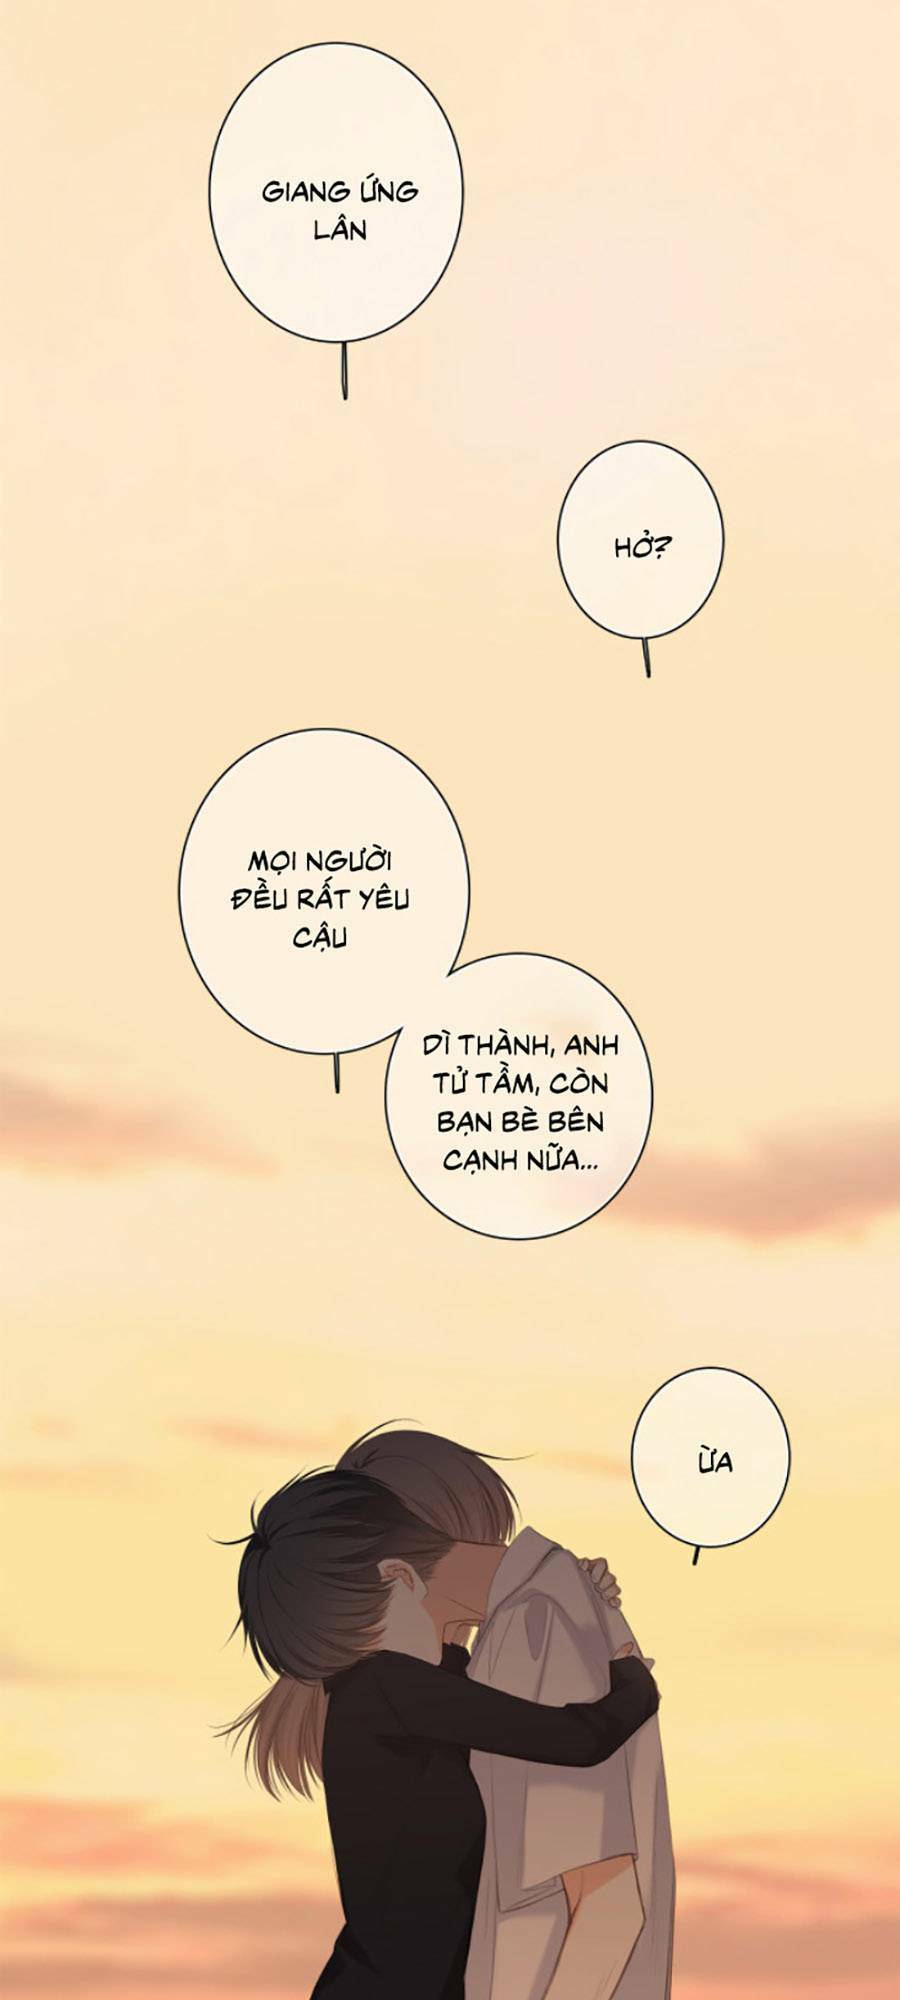 GIANG ỨNG
LÂN
HỞ?
MỌI NGƯỜI
ĐỀU RẤT YÊU
CẬU
DÌ THÀNH, ANH
TỬ TẦM, CÒN
BẠN BÈ BÊN
CẠNH NỮA...
ỪA